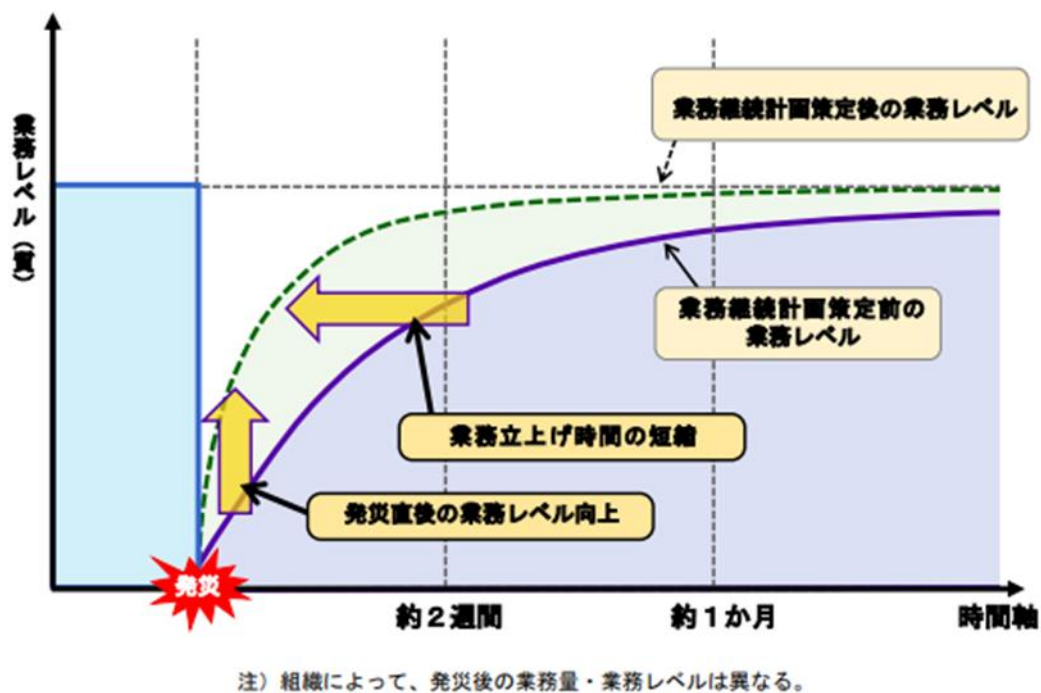 業務レベル（質）
業務継続計画策定後の業務レベル
業務継続計画策定前の
業務レベル
業務立上げ時間の短縮
発災直後の業務レベル向上
発災
約２週間
約１か月
時間軸
注）組織によって、発災後の業務量・業務レベルは異なる。